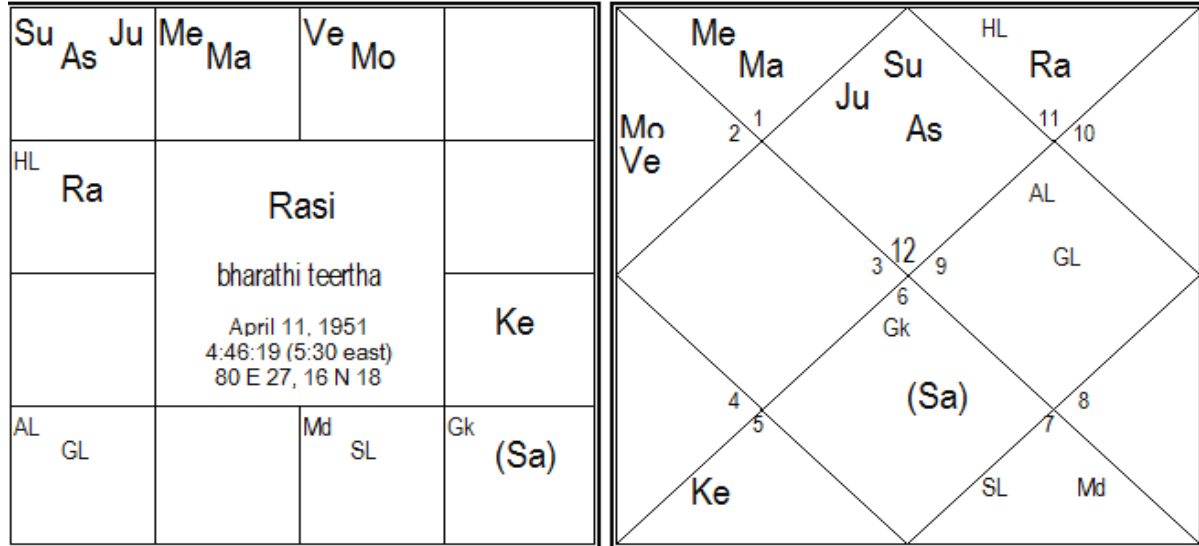 Su As Ju Me Ma Ve Mo
HL Ra
Rasi
bharathi teertha
April 11, 1951
4:46:19 (5:30 east)
80 E 27, 16 N 18
Ke
AL GL
Md SL
Gk (Sa)
Me Ma
Su
Ju
As
HL
Ra
Mo
Ve
2 1
11 10
AL
GL
12
3 9
6
Gk
(Sa)
4 5
8 7
Ke
SL Md